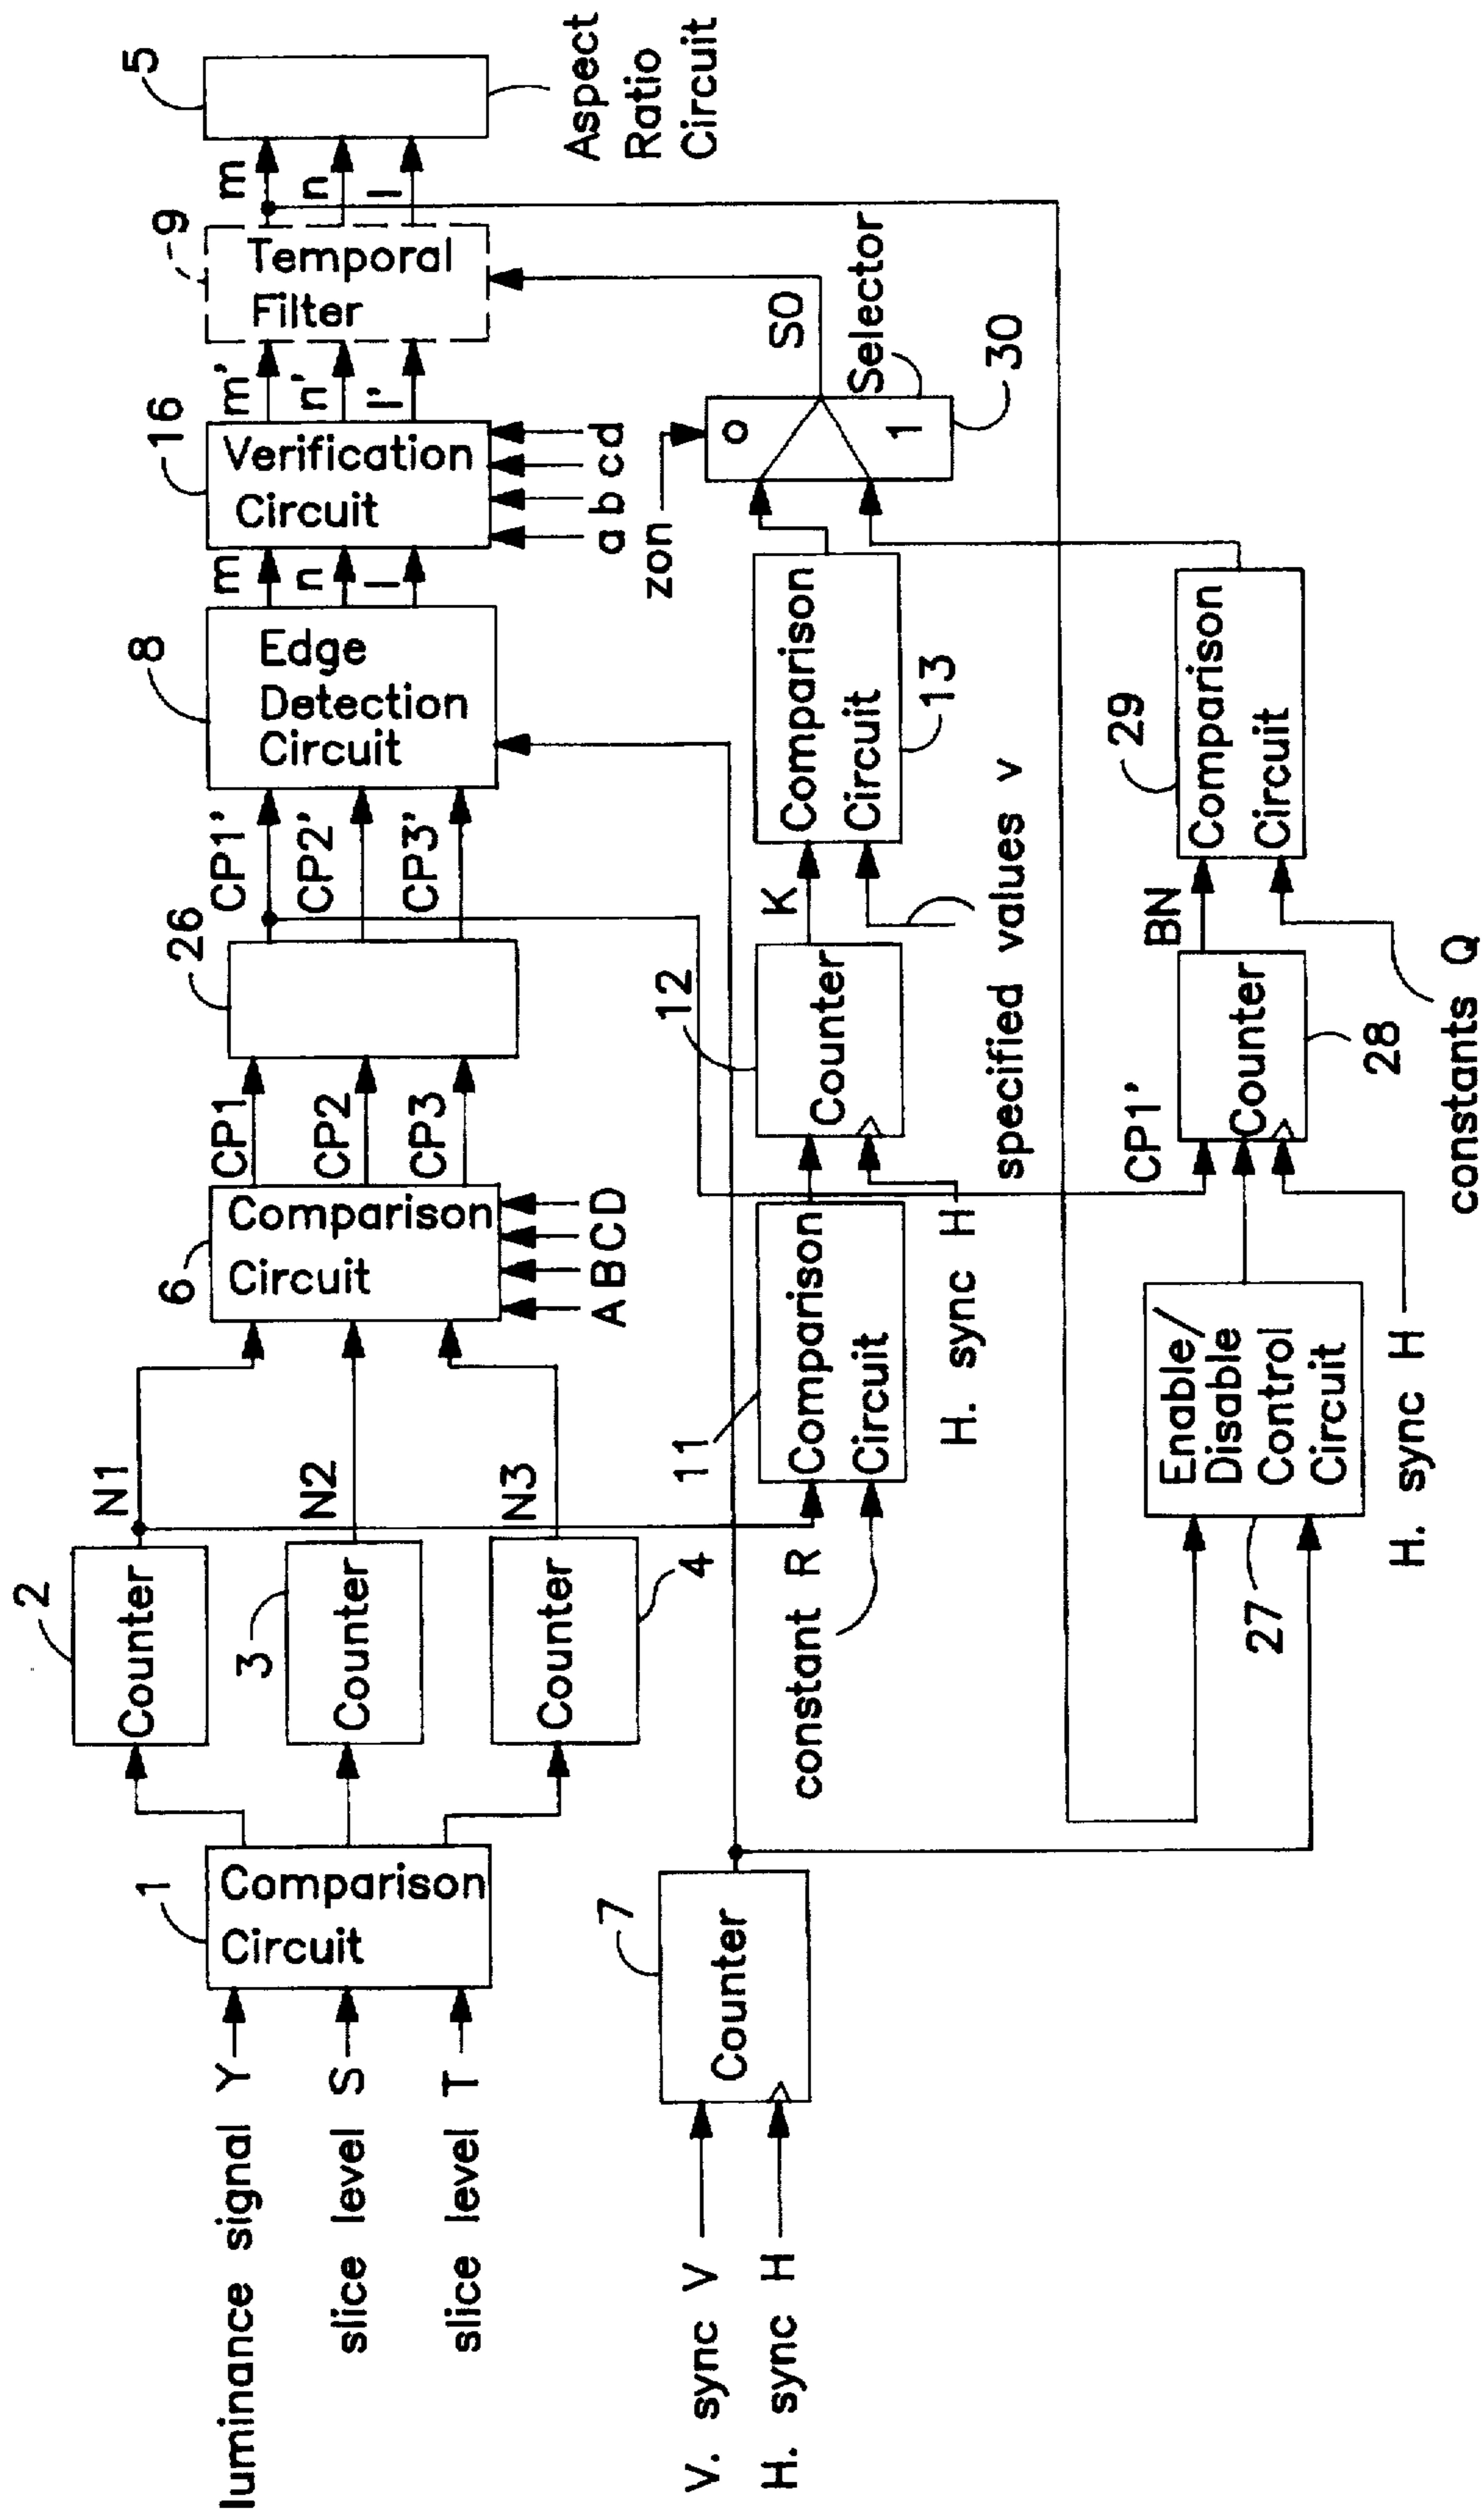 luminance signal Y
slice level S
slice level T
1
Comparison
Circuit
2
Counter
3
Counter
4
Counter
N1
N2
N3
6
Comparison
Circuit
A B C D
CP1
CP2
CP3
26
CP1'
CP2'
CP3'
8
Edge
Detection
Circuit
m
n
l
16
Verification
Circuit
a b c d
m'
n'
l'
9
Temporal
Filter
m
n
l
5
Aspect
Ratio
Circuit
V. sync V
H. sync H
7
Counter
constant R
11
Comparison
Circuit
H. sync H
12
Counter
K
specified values v
Comparison
Circuit
13
zon
0
1
S0
Selector
30
27
Enable/
Disable
Control
Circuit
H. sync H
CP1'
Counter
28
BN
constants Q
29
Comparison
Circuit